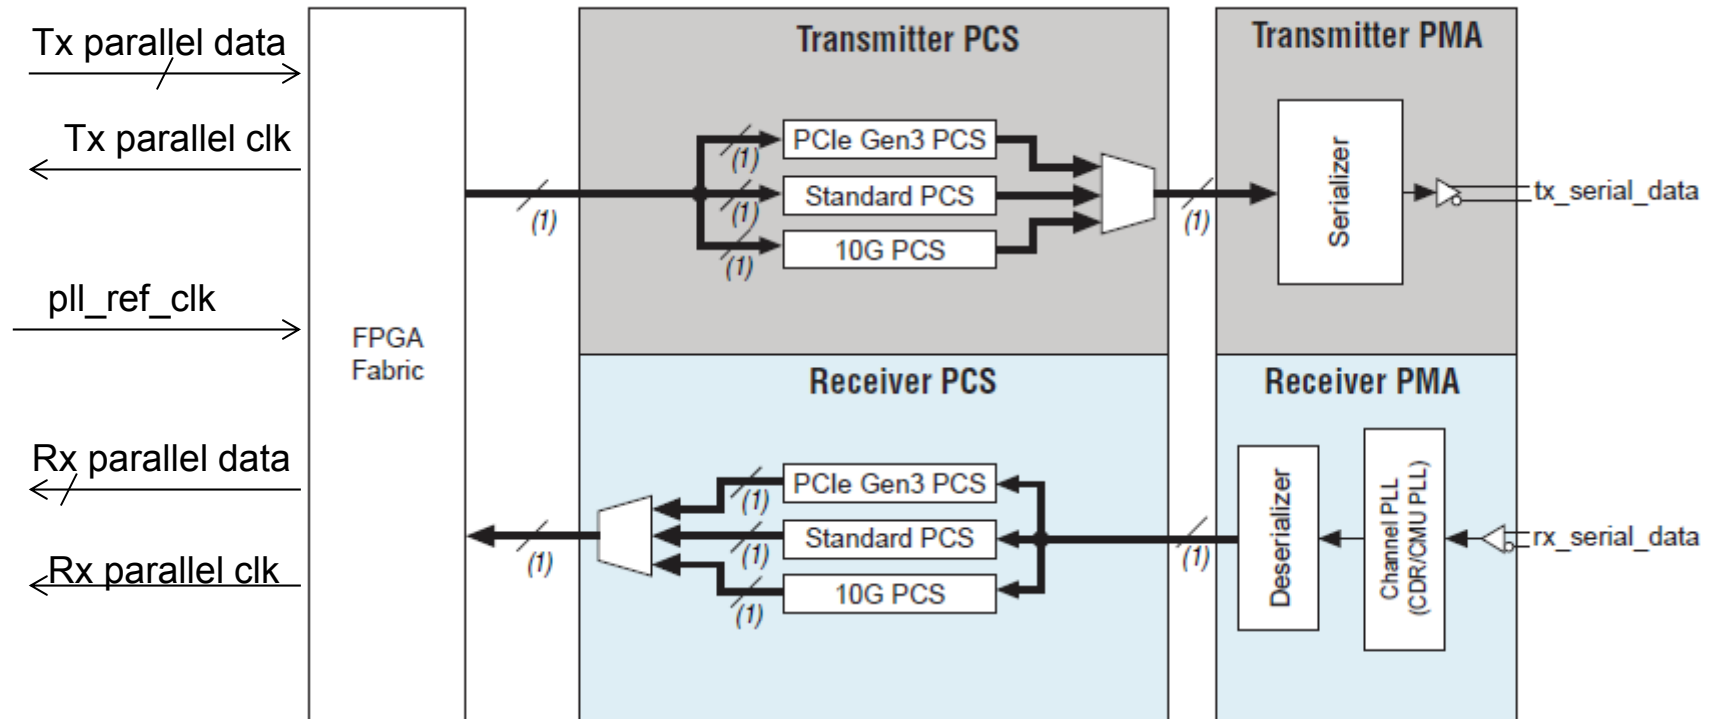 Tx parallel data
Tx parallel clk
pll_ref_clk
Rx parallel data
Rx parallel clk
FPGA
Fabric
(1)
Transmitter PCS
(1)
PCIe Gen3 PCS
(1)
Standard PCS
(1)
10G PCS
(1)
Transmitter PMA
Serializer
tx_serial_data
Receiver PCS
(1)
PCIe Gen3 PCS
(1)
Standard PCS
(1)
10G PCS
(1)
(1)
Receiver PMA
Deserializer
Channel PLL
(CDR/CMU PLL)
rx_serial_data